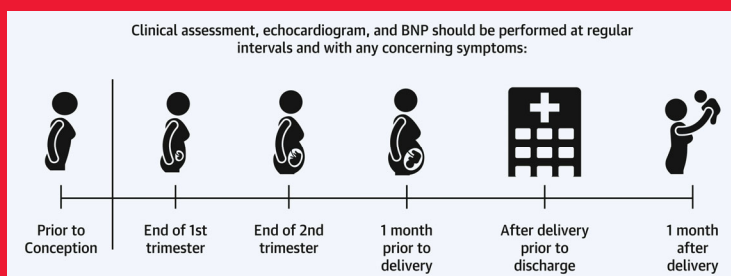 Clinical assessment, echocardiogram, and BNP should be performed at regular
intervals and with any concerning symptoms:
Prior to
Conception
End of 1st
trimester
End of 2nd
trimester
1 month
prior to
delivery
After delivery
prior to
discharge
1 month
after
delivery